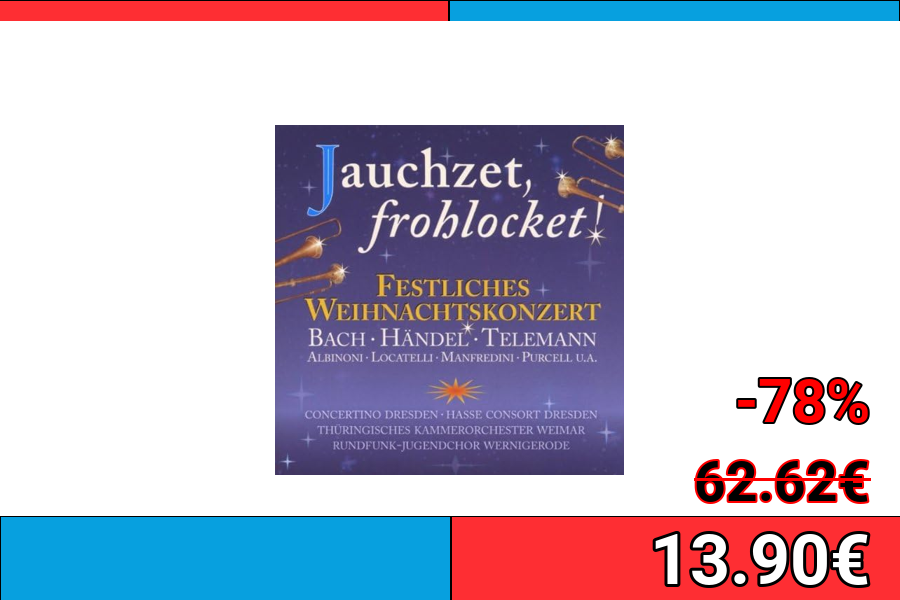 Jauchzet,
frohlocket!
FESTLICHES
WEIHNACHTSKONZERT
BACH · HÄNDEL · TELEMANN
ALBINONI · LOCATELLI · MANFREDINI · PURCELL U.A.
CONCERTINO DRESDEN · HASSE CONSORT DRESDEN
THÜRINGISCHES KAMMERORCHESTER WEIMAR
RUNDFUNK-JUGENDCHOR WERNIGERODE
-78%
62.62€
13.90€